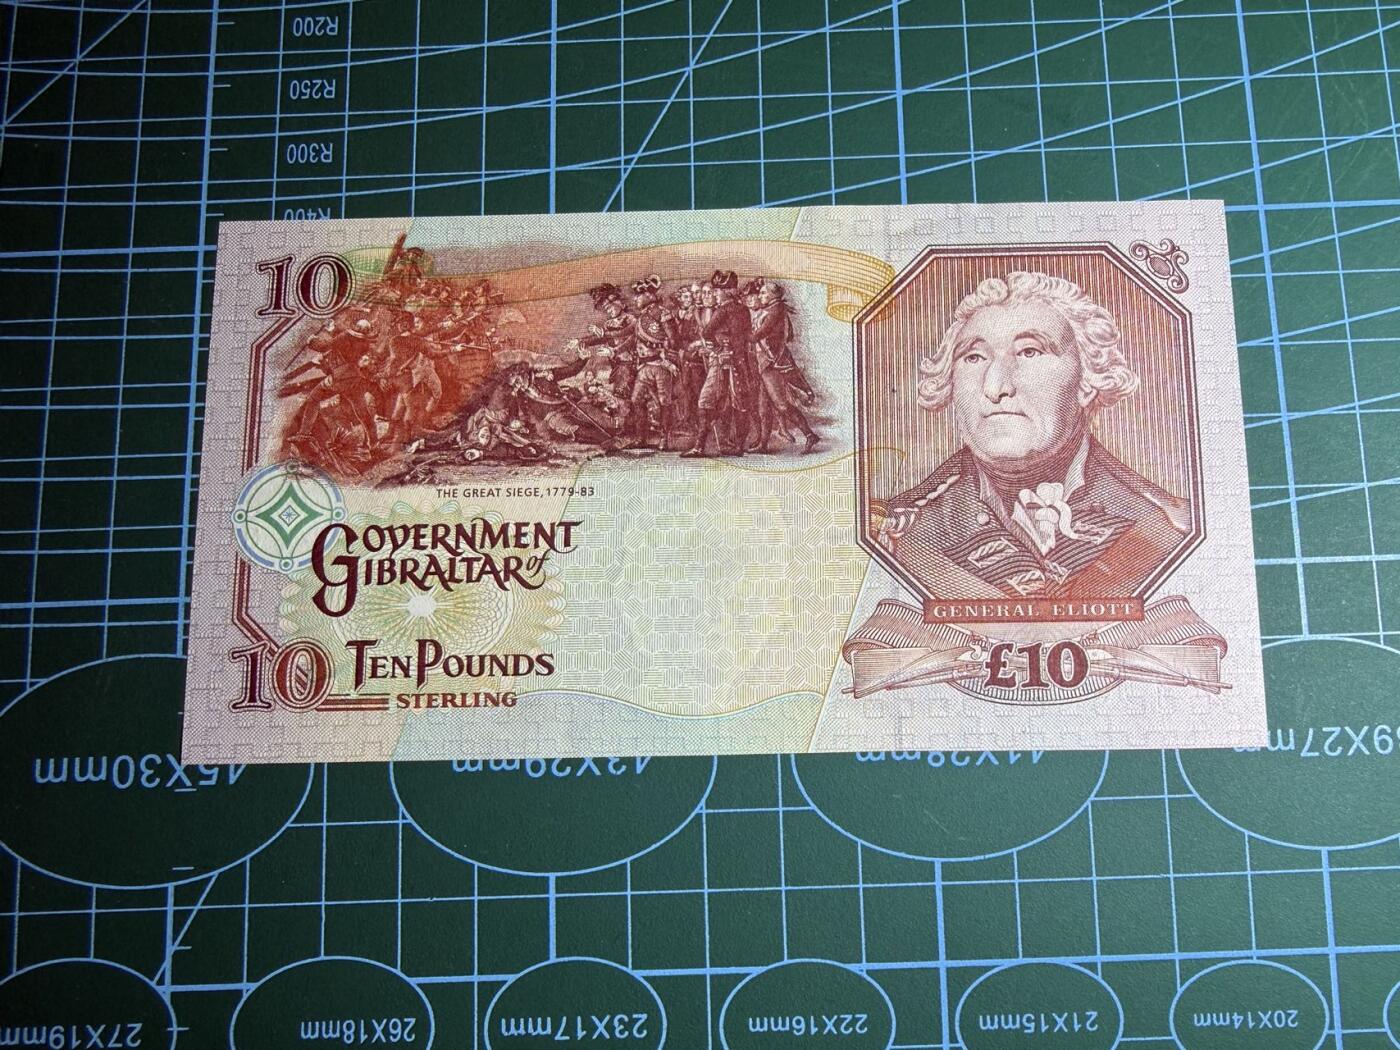 R200
R250
R300
R400
10
THE GREAT SIEGE, 1779-83
GOVERNMENT
of
GIBRALTAR
10
TEN POUNDS
STERLING
GENERAL ELIOTT
£10
45X30mm
43X29mm
41X28mm
39X27mm
27X19mm
26X18mm
23X17mm
22X16mm
21X15mm
20X14mm